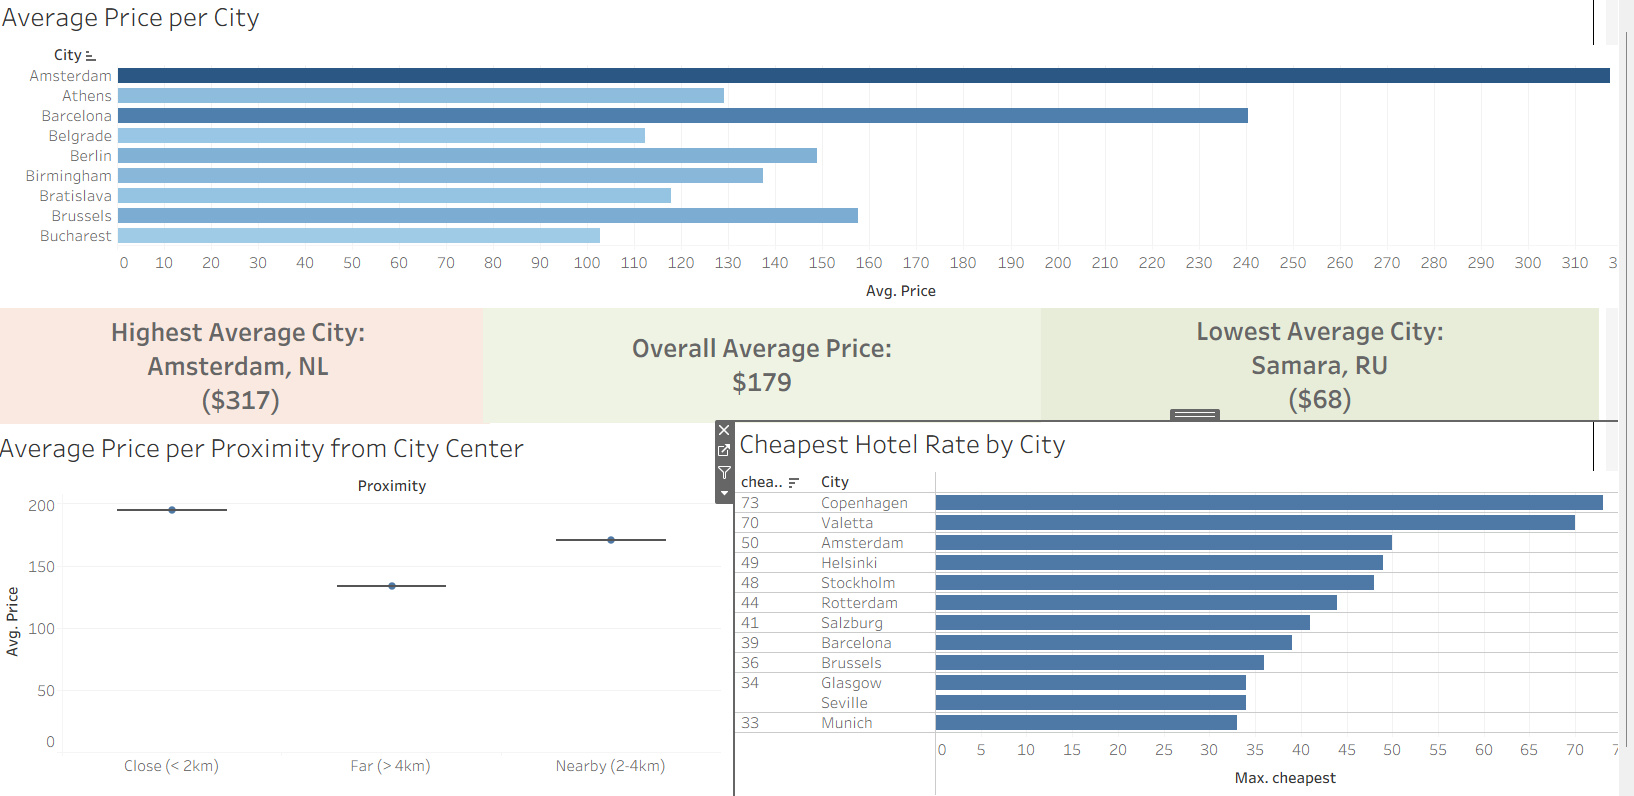 Average Price per City
City
Amsterdam
Athens
Barcelona
Belgrade
Berlin
Birmingham
Bratislava
Brussels
Bucharest
0 10 20 30 40 50 60 70 80 90 100 110 120 130 140 150 160 170 180 190 200 210 220 230 240 250 260 270 280 290 300 310 3
Avg. Price
Highest Average City:
Amsterdam, NL
($317)
Overall Average Price:
$179
Lowest Average City:
Samara, RU
($68)
Average Price per Proximity from City Center
Proximity
200
150
100
50
0
Avg. Price
Close (< 2km) Far (> 4km) Nearby (2-4km)
Cheapest Hotel Rate by City
chea.. City
73 Copenhagen
70 Valetta
50 Amsterdam
49 Helsinki
48 Stockholm
44 Rotterdam
41 Salzburg
39 Barcelona
36 Brussels
34 Glasgow
Seville
33 Munich
0 5 10 15 20 25 30 35 40 45 50 55 60 65 70
Max. cheapest